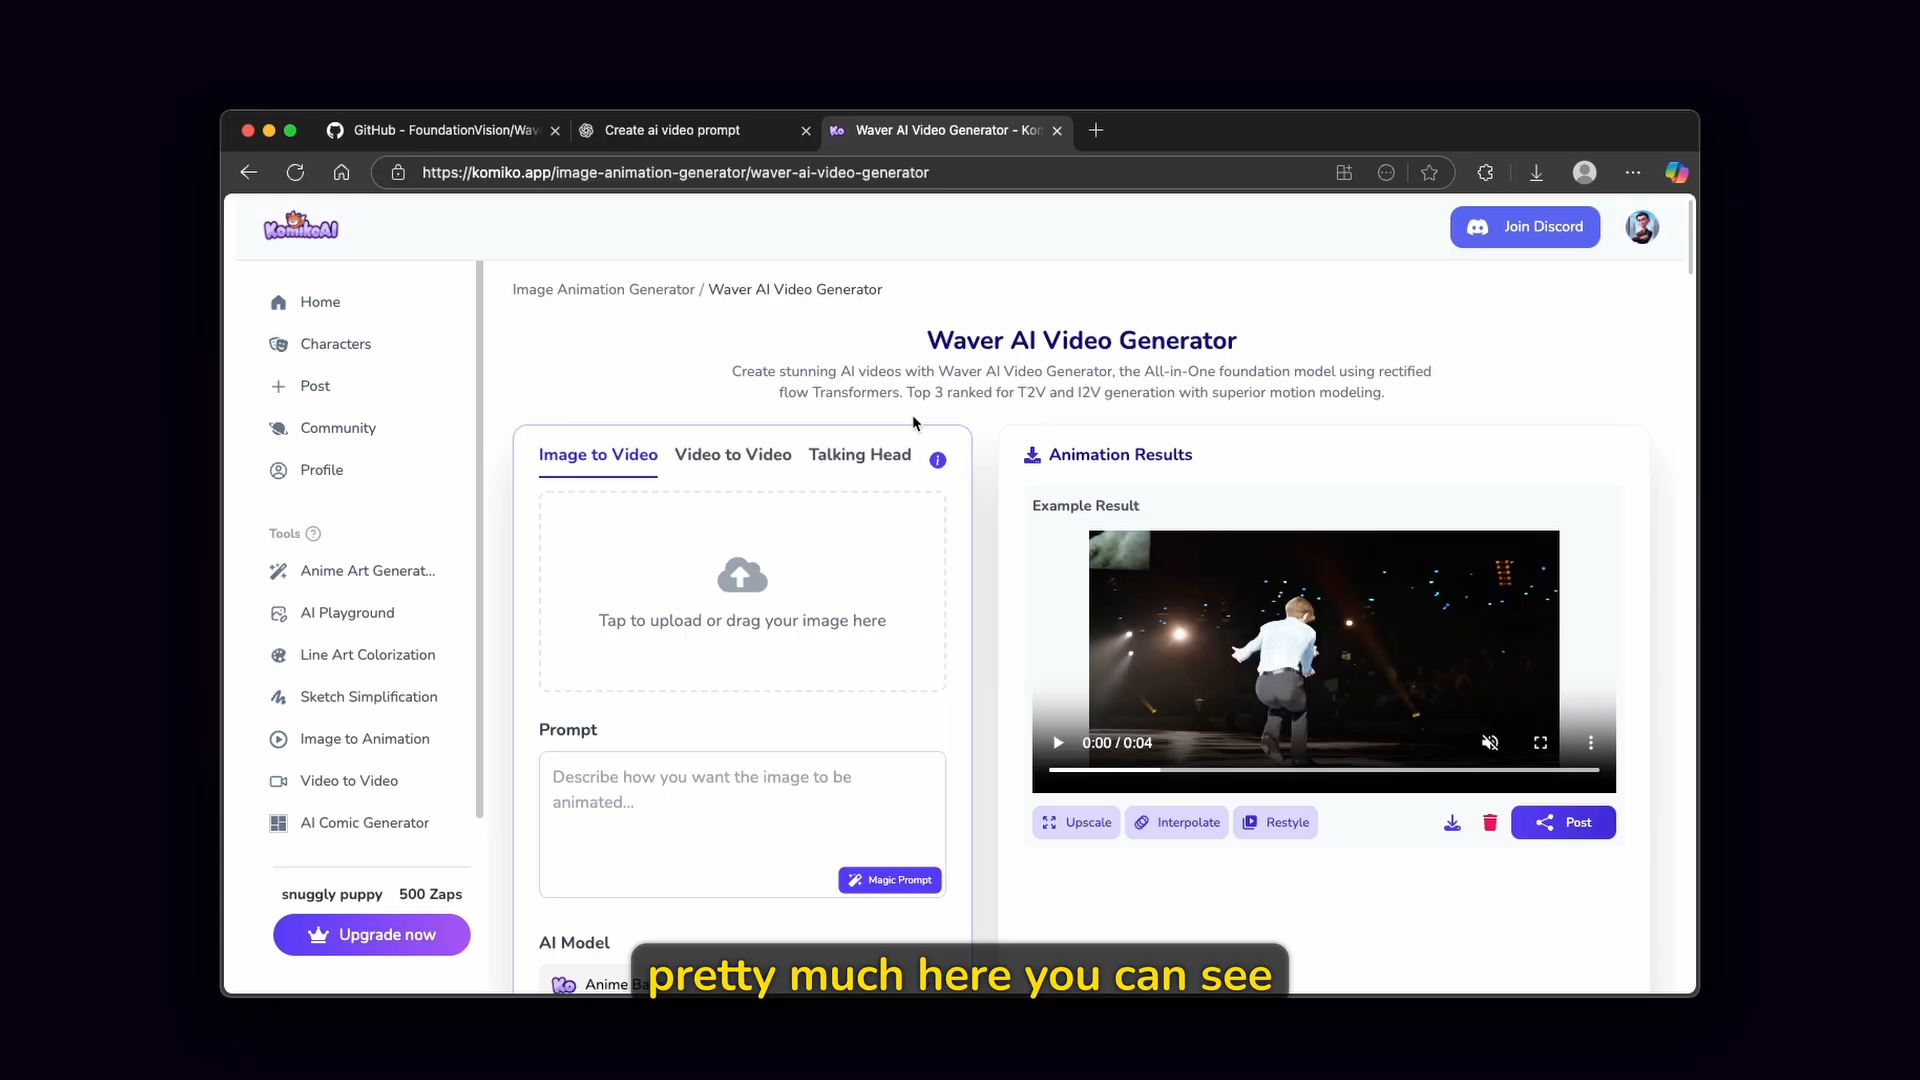 GitHub - FoundationVision/Wav
Create ai video prompt
Waver AI Video Generator - Kor
https://komiko.app/image-animation-generator/waver-ai-video-generator
KomikoAI
Join Discord
Home
Characters
Post
Community
Profile
Tools
Anime Art Generat...
AI Playground
Line Art Colorization
Sketch Simplification
Image to Animation
Video to Video
AI Comic Generator
snuggly puppy 500 Zaps
Upgrade now
Image Animation Generator / Waver AI Video Generator
Waver AI Video Generator
Create stunning AI videos with Waver AI Video Generator, the All-in-One foundation model using rectified
flow Transformers. Top 3 ranked for T2V and I2V generation with superior motion modeling.
Image to Video Video to Video Talking Head
Tap to upload or drag your image here
Prompt
Describe how you want the image to be
animated...
Magic Prompt
AI Model
Ko Anime
Animation Results
Example Result
0:00 / 0:04
Upscale Interpolate Restyle Post
pretty much here you can see